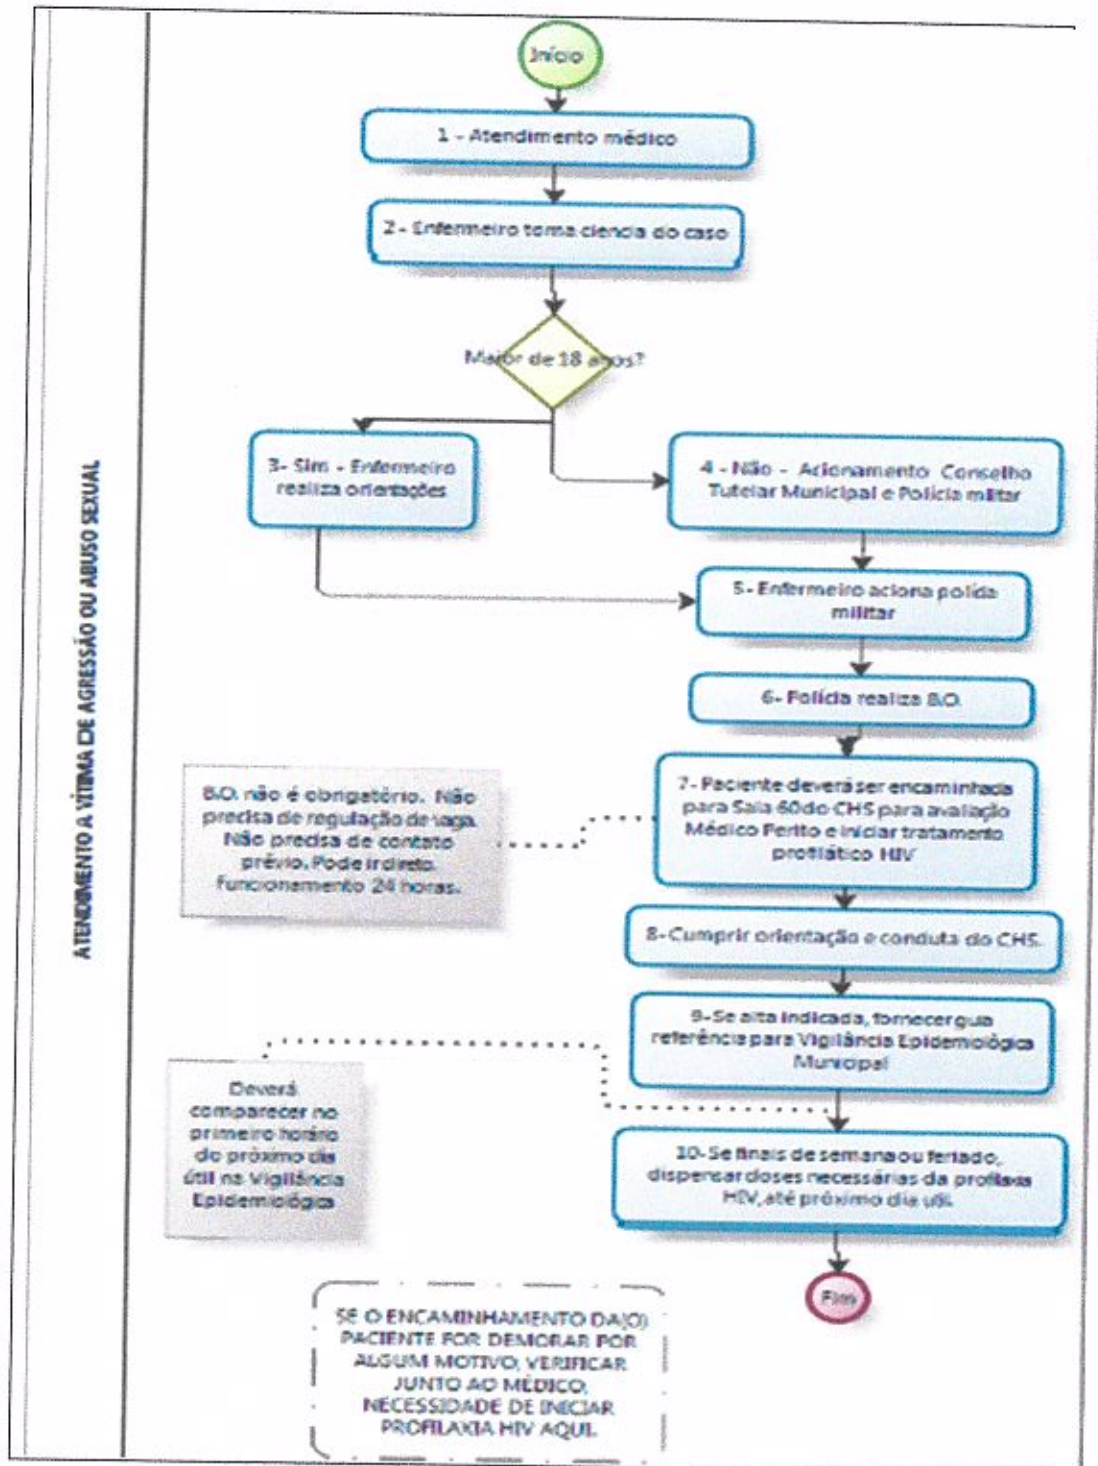 ATENDIMENTO A VÍTIMA DE AGRESSÃO OU ABUSO SEXUAL
Início
1 - Atendimento médico
2 - Enfermeiro toma ciencia do caso
Maior de 18 anos?
3- Sim - Enfermeiro
realiza orientações
4 - Não - Acionamento Conselho
Tutelar Municipal e Polícia militar
5- Enfermeiro aciona polícia
militar
6- Polícia realiza B.O.
B.O. não é obrigatório. Não
precisa de regulação de vaga.
Não precisa de contato
prévio. Pode ir direto.
funcionamento 24 horas.
7- Paciente deverá ser encaminhada
para Sala 60 do CHS para avaliação
Médico Perito e iniciar tratamento
profilático HIV
8- Cumprir orientação e conduta do CHS.
9- Se alta indicada, fornecer guia
referência para Vigilância Epidemiológica
Municipal
Deverá
comparecer no
primeiro horário
do próximo dia
útil na Vigilância
Epidemiológica
10- Se finais de semana ou feriado,
dispensar doses necessárias da profilaxia
HIV, até próximo dia útil.
Fim
SE O ENCAMINHAMENTO DA(O)
PACIENTE FOR DEMORAR POR
ALGUM MOTIVO, VERIFICAR
JUNTO AO MÉDICO,
NECESSIDADE DE INICIAR
PROFILAXIA HIV AQUI.